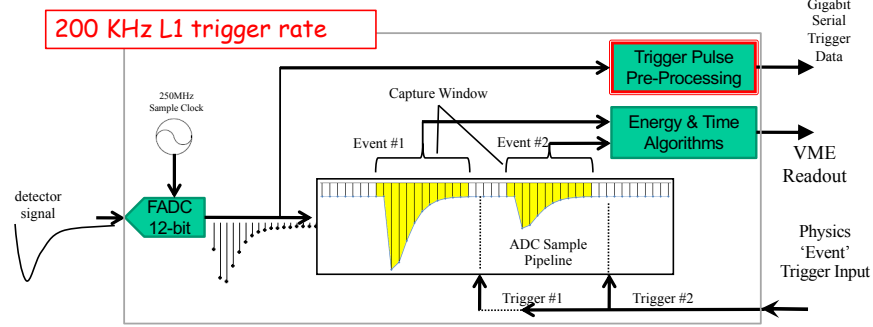 200 KHz L1 trigger rate
Gigabit
Serial
Trigger
Data
Trigger Pulse
Pre-Processing
250MHz
Sample Clock
Capture Window
Energy & Time
Algorithms
Event #1
Event #2
VME
Readout
detector
signal
FADC
12-bit
ADC Sample
Pipeline
Physics
‘Event’
Trigger Input
Trigger #1
Trigger #2